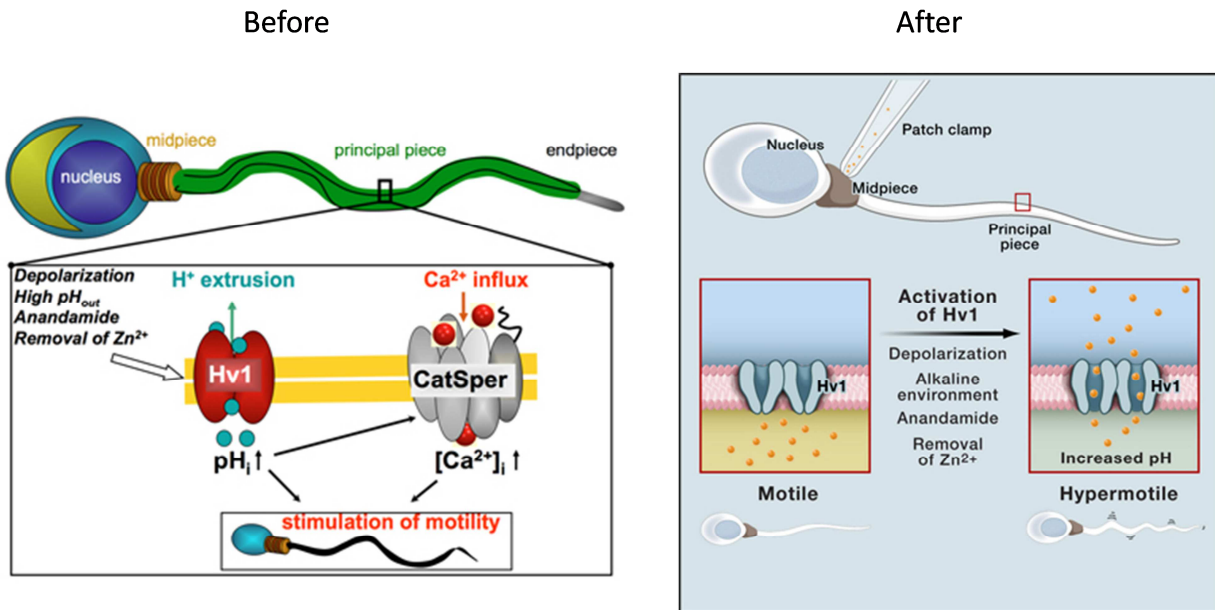 Before
midpiece
principal piece
endpiece
nucleus
Depolarization
High pHout
Anandamide
Removal of Zn2+
H+ extrusion
Ca2+ influx
Hv1
CatSper
pHi↑
[Ca2+]i↑
stimulation of motility
After
Patch clamp
Nucleus
Midpiece
Principal
piece
Activation
of Hv1
Depolarization
Alkaline
environment
Anandamide
Removal
of Zn2+
Hv1
Hv1
Increased pH
Motile
Hypermotile